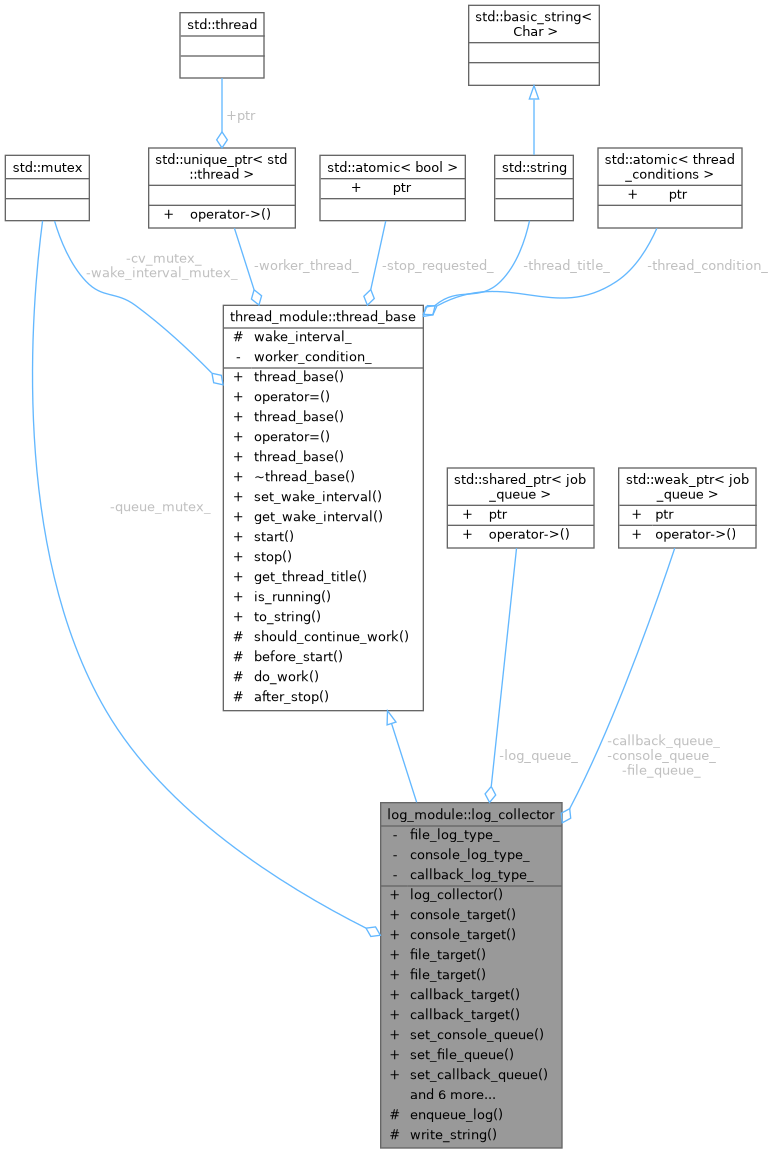 std::basic_string<
Char >
std::thread
+ptr
std::mutex
std::unique_ptr< std
::thread >
+ operator->()
std::atomic< bool >
+ ptr
std::string
std::atomic< thread
_conditions >
+ ptr
-cv_mutex_
-wake_interval_mutex_
-worker_thread_
-stop_requested_
-thread_title_
-thread_condition_
thread_module::thread_base
# wake_interval_
- worker_condition_
+ thread_base()
+ operator=()
+ thread_base()
+ operator=()
+ thread_base()
+ ~thread_base()
+ set_wake_interval()
+ get_wake_interval()
+ start()
+ stop()
+ get_thread_title()
+ is_running()
+ to_string()
# should_continue_work()
# before_start()
# do_work()
# after_stop()
-queue_mutex_
std::shared_ptr< job
_queue >
+ ptr
+ operator->()
std::weak_ptr< job
_queue >
+ ptr
+ operator->()
-log_queue_
-callback_queue_
-console_queue_
-file_queue_
log_module::log_collector
- file_log_type_
- console_log_type_
- callback_log_type_
+ log_collector()
+ console_target()
+ console_target()
+ file_target()
+ file_target()
+ callback_target()
+ callback_target()
+ set_console_queue()
+ set_file_queue()
+ set_callback_queue()
and 6 more...
# enqueue_log()
# write_string()